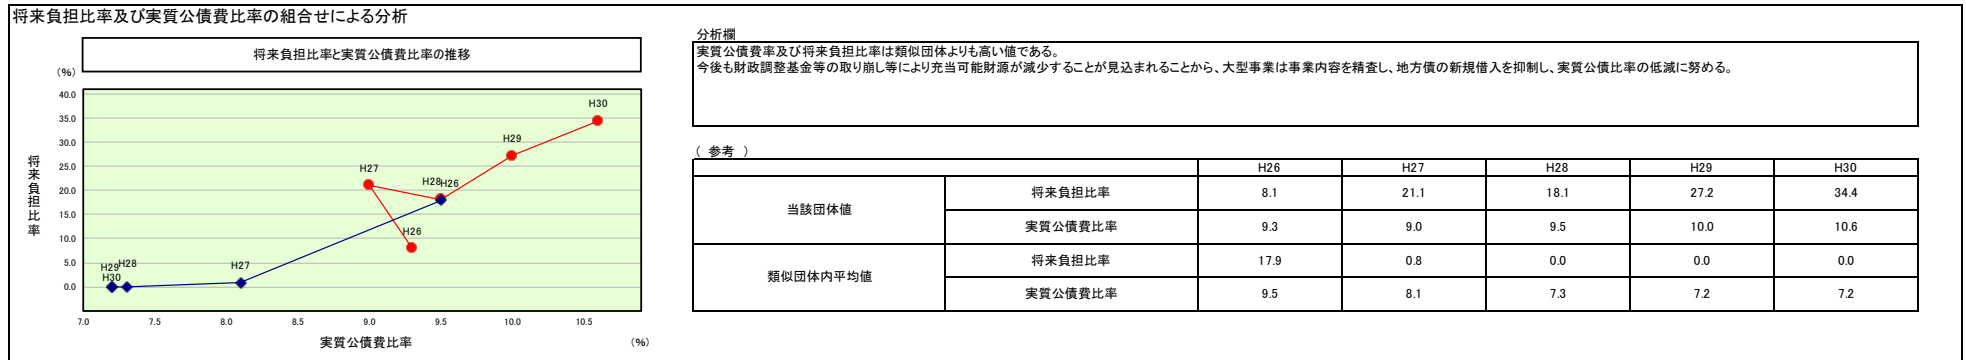 将来負担比率及び実質公債費比率の組合せによる分析
将来負担比率と実質公債費比率の推移
(%)
40.0
35.0
30.0
25.0
20.0
15.0
10.0
5.0
0.0
将来負担比率
H30
H29
H27
H28
H26
H26
H27
H29
H28
H30
7.0 7.5 8.0 8.5 9.0 9.5 10.0 10.5
実質公債費比率
(%)
分析欄
実質公債費率及び将来負担比率は類似団体よりも高い値である。
今後も財政調整基金等の取り崩し等により充当可能財源が減少することが見込まれることから、大型事業は事業内容を精査し、地方債の新規借入を抑制し、実質公債比率の低減に努める。
( 参考 )
H26 H27 H28 H29 H30
当該団体値
将来負担比率 8.1 21.1 18.1 27.2 34.4
実質公債費比率 9.3 9.0 9.5 10.0 10.6
類似団体内平均値
将来負担比率 17.9 0.8 0.0 0.0 0.0
実質公債費比率 9.5 8.1 7.3 7.2 7.2